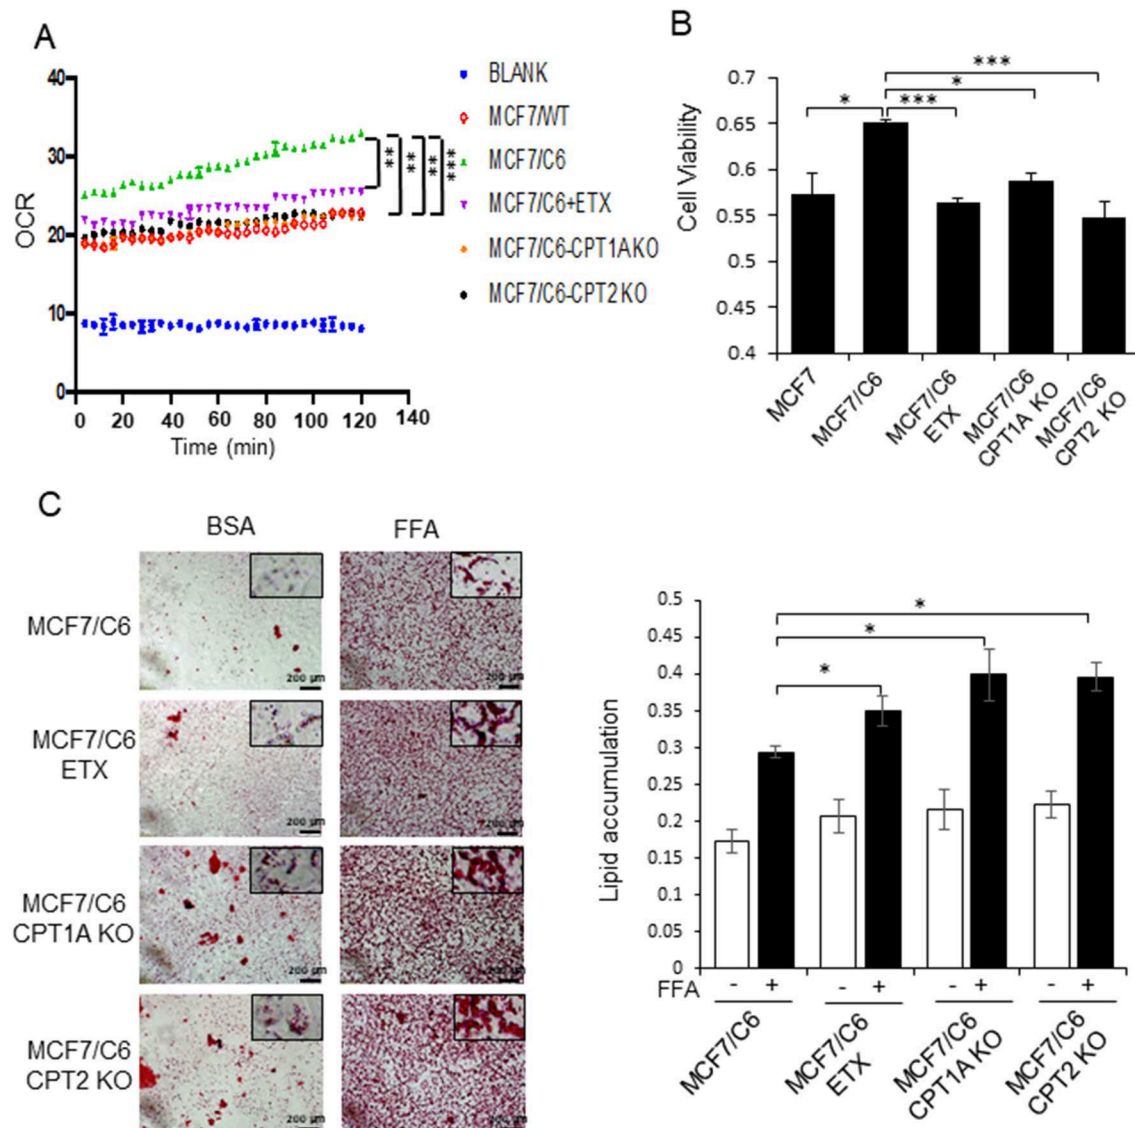 A
40
30
20
10
0
OCR
0 20 40 60 80 100 120 140
Time (min)
** ** ** ***
BLANK
MCF7/WT
MCF7/C6
MCF7/C6+ETX
MCF7/C6-CPT1AKO
MCF7/C6-CPT2KO
B
0.7
0.65
0.6
0.55
0.5
0.45
0.4
Cell Viability
***
*
* ***
MCF7
MCF7/C6
MCF7/C6
ETX
MCF7/C6
CPT1A KO
MCF7/C6
CPT2 KO
C
BSA FFA
MCF7/C6
200 µm 200 µm
MCF7/C6
ETX
200 µm 200 µm
MCF7/C6
CPT1A KO
200 µm 200 µm
MCF7/C6
CPT2 KO
200 µm 200 µm
0.5
0.45
0.4
0.35
0.3
0.25
0.2
0.15
0.1
0.05
0
Lipid accumulation
*
*
*
FFA - + - + - + - +
MCF7/C6
MCF7/C6
ETX
MCF7/C6
CPT1A KO
MCF7/C6
CPT2 KO